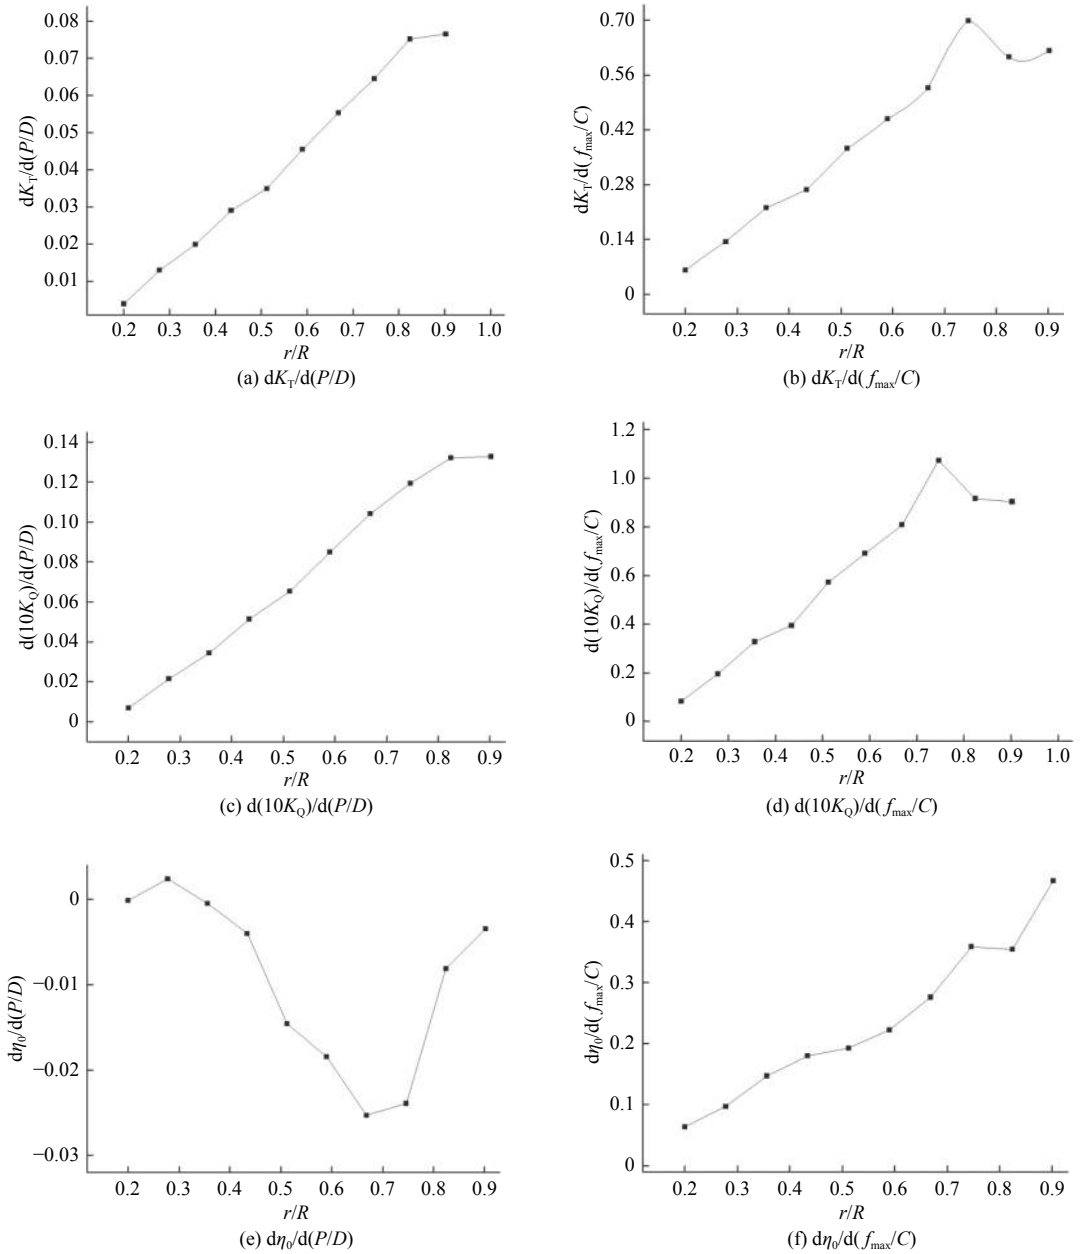 0.08
0.07
0.06
0.05
0.04
0.03
0.02
0.01
dK_T/d(P/D)
0.2 0.3 0.4 0.5 0.6 0.7 0.8 0.9 1.0
r/R
(a) dK_T/d(P/D)
0.70
0.56
0.42
0.28
0.14
0
dK_T/d(f_max/C)
0.2 0.3 0.4 0.5 0.6 0.7 0.8 0.9
r/R
(b) dK_T/d(f_max/C)
0.14
0.12
0.10
0.08
0.06
0.04
0.02
0
d(10K_Q)/d(P/D)
0.2 0.3 0.4 0.5 0.6 0.7 0.8 0.9
r/R
(c) d(10K_Q)/d(P/D)
1.2
1.0
0.8
0.6
0.4
0.2
0
d(10K_Q)/d(f_max/C)
0.2 0.3 0.4 0.5 0.6 0.7 0.8 0.9 1.0
r/R
(d) d(10K_Q)/d(f_max/C)
0
−0.01
−0.02
−0.03
dη_0/d(P/D)
0.2 0.3 0.4 0.5 0.6 0.7 0.8 0.9
r/R
(e) dη_0/d(P/D)
0.5
0.4
0.3
0.2
0.1
0
dη_0/d(f_max/C)
0.2 0.3 0.4 0.5 0.6 0.7 0.8 0.9
r/R
(f) dη_0/d(f_max/C)